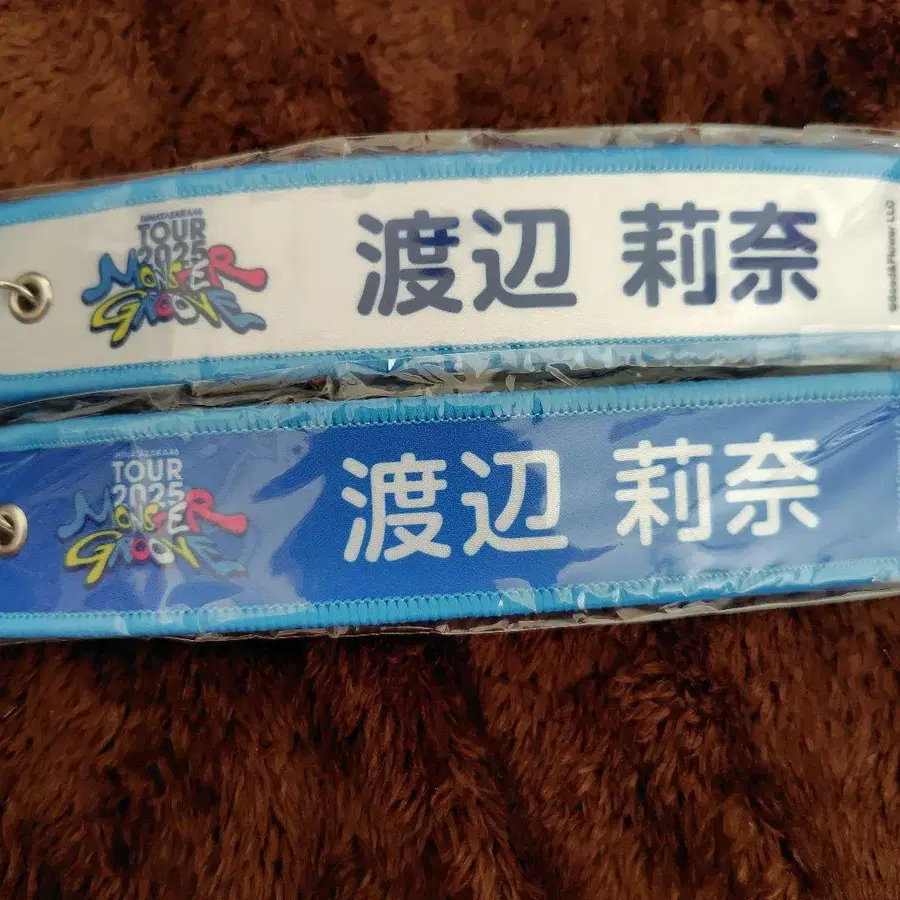 HINATAZAKA46
TOUR
2025
MONSTER
GROOVE
渡辺 莉奈
©Seed&Flower LLC
HINATAZAKA46
TOUR
2025
MONSTER
GROOVE
渡辺 莉奈